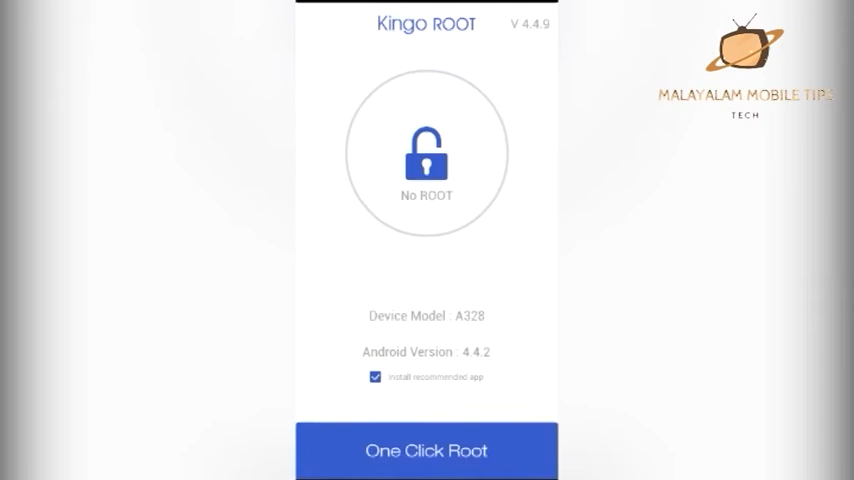 Kingo ROOT
V 4.4.9
MALAYALAM MOBILE TIPS
TECH
No ROOT
Device Model : A328
Android Version : 4.4.2
Install recommended app
One Click Root